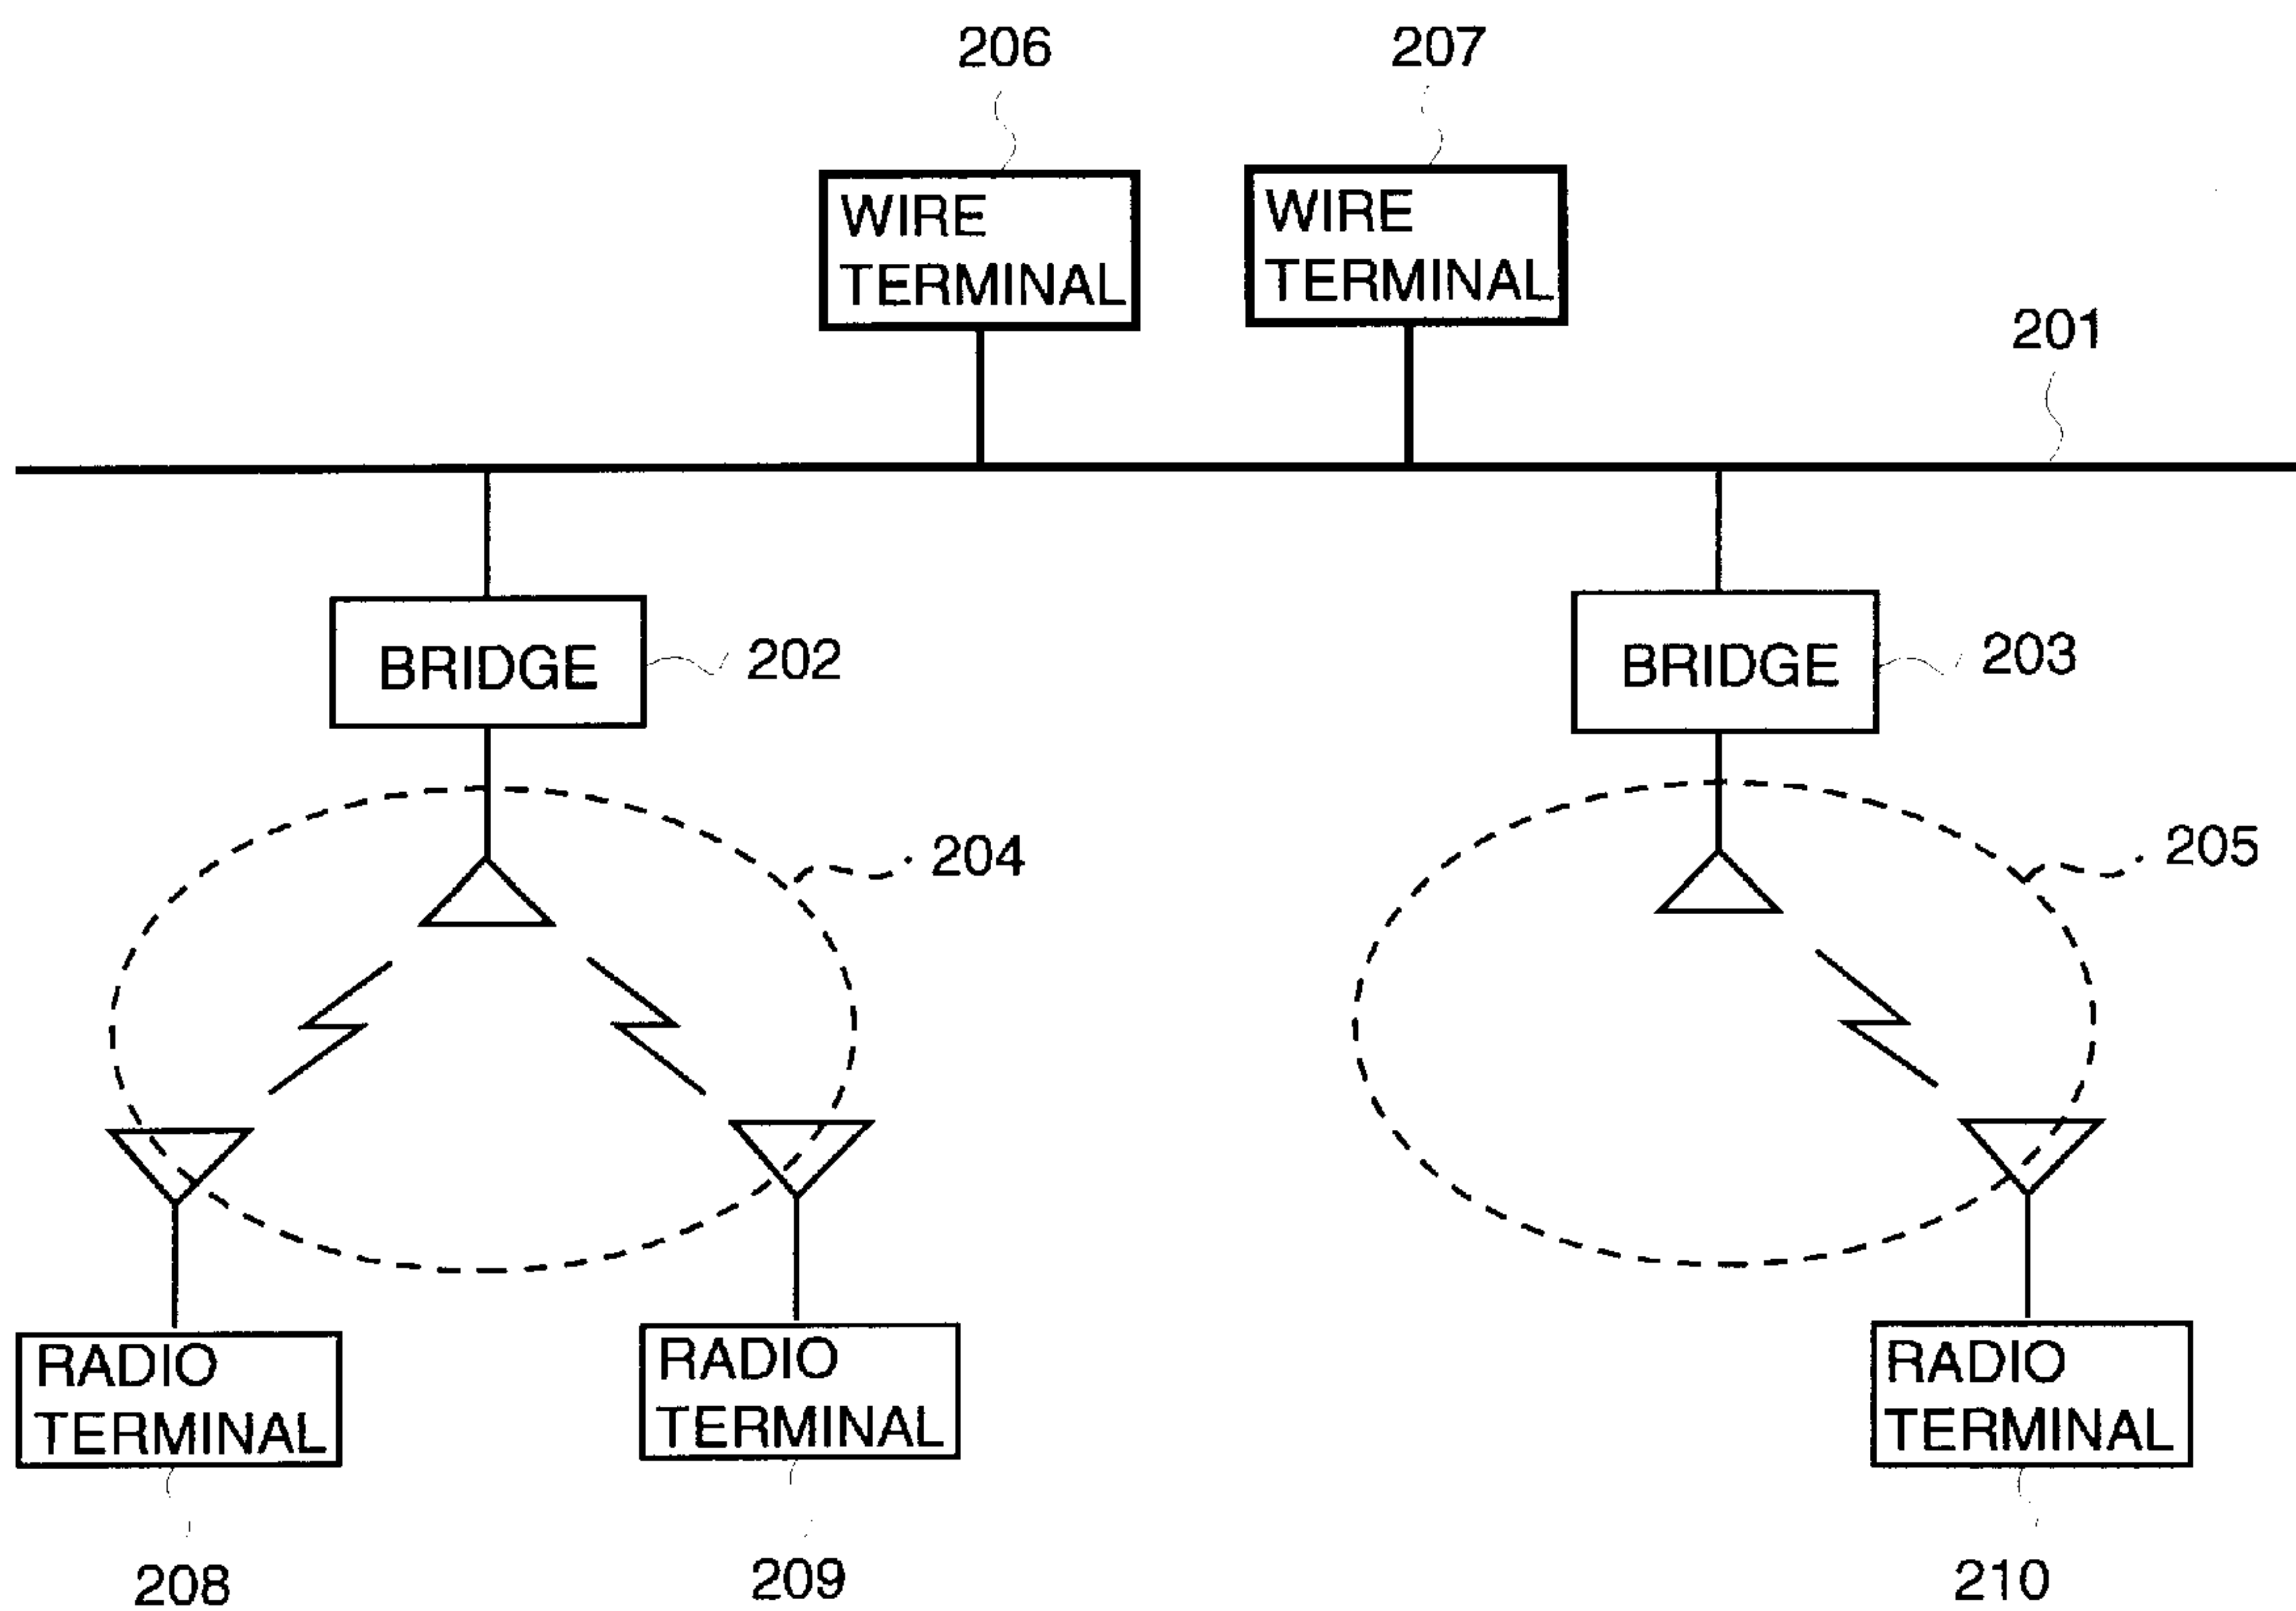 206
207
WIRE
TERMINAL
WIRE
TERMINAL
201
BRIDGE
202
BRIDGE
203
204
205
RADIO
TERMINAL
RADIO
TERMINAL
RADIO
TERMINAL
208
209
210